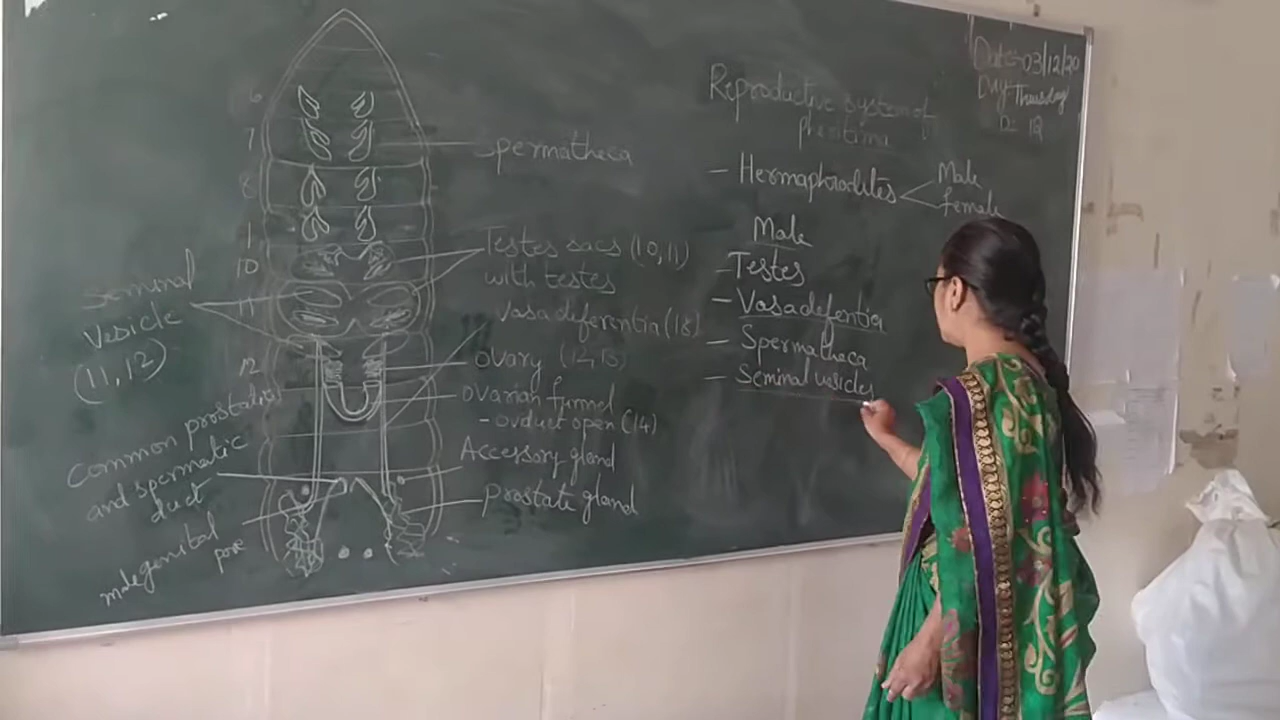 6
7
8
1
10
11
12
Spermatheca
Testes sacs (10,11)
with testes
Vasa deferentia (18)
ovary (12,13)
ovarian funnel
- oviduct open (14)
Accessory gland
prostate gland
Seminal
Vesicle
(11,12)
common prostatic
and spermatic
duct
male genital
pore
Date:-03/12/20
Day:-Thursday
Reproductive system of
pheritima
- Hermaphrodites
Male
female
Male
- Testes
- Vasadefentia
- Spermatheca
- Seminal vesicles